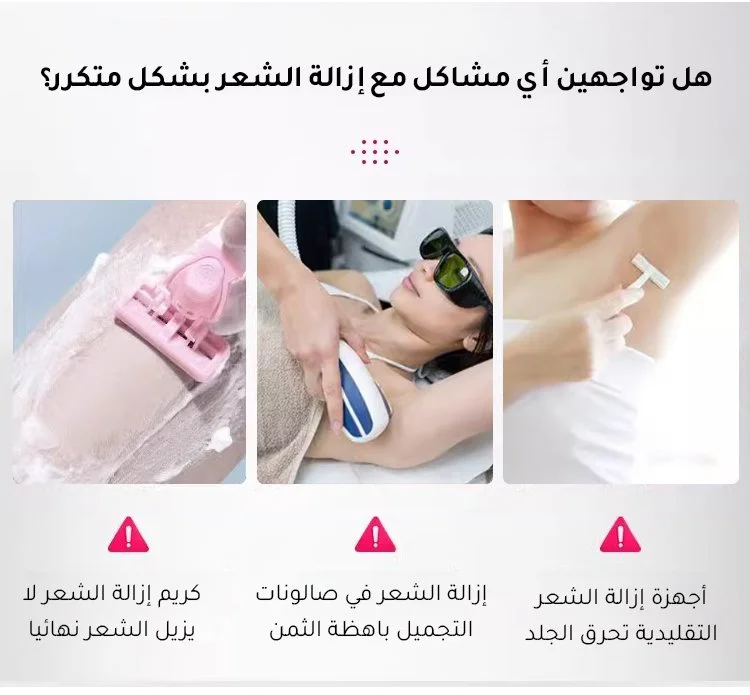 هل تواجهين أي مشاكل مع إزالة الشعر بشكل متكرر؟
أجهزة إزالة الشعر
التقليدية تحرق الجلد
إزالة الشعر في صالونات
التجميل باهظة الثمن
كريم إزالة الشعر لا
يزيل الشعر نهائيا